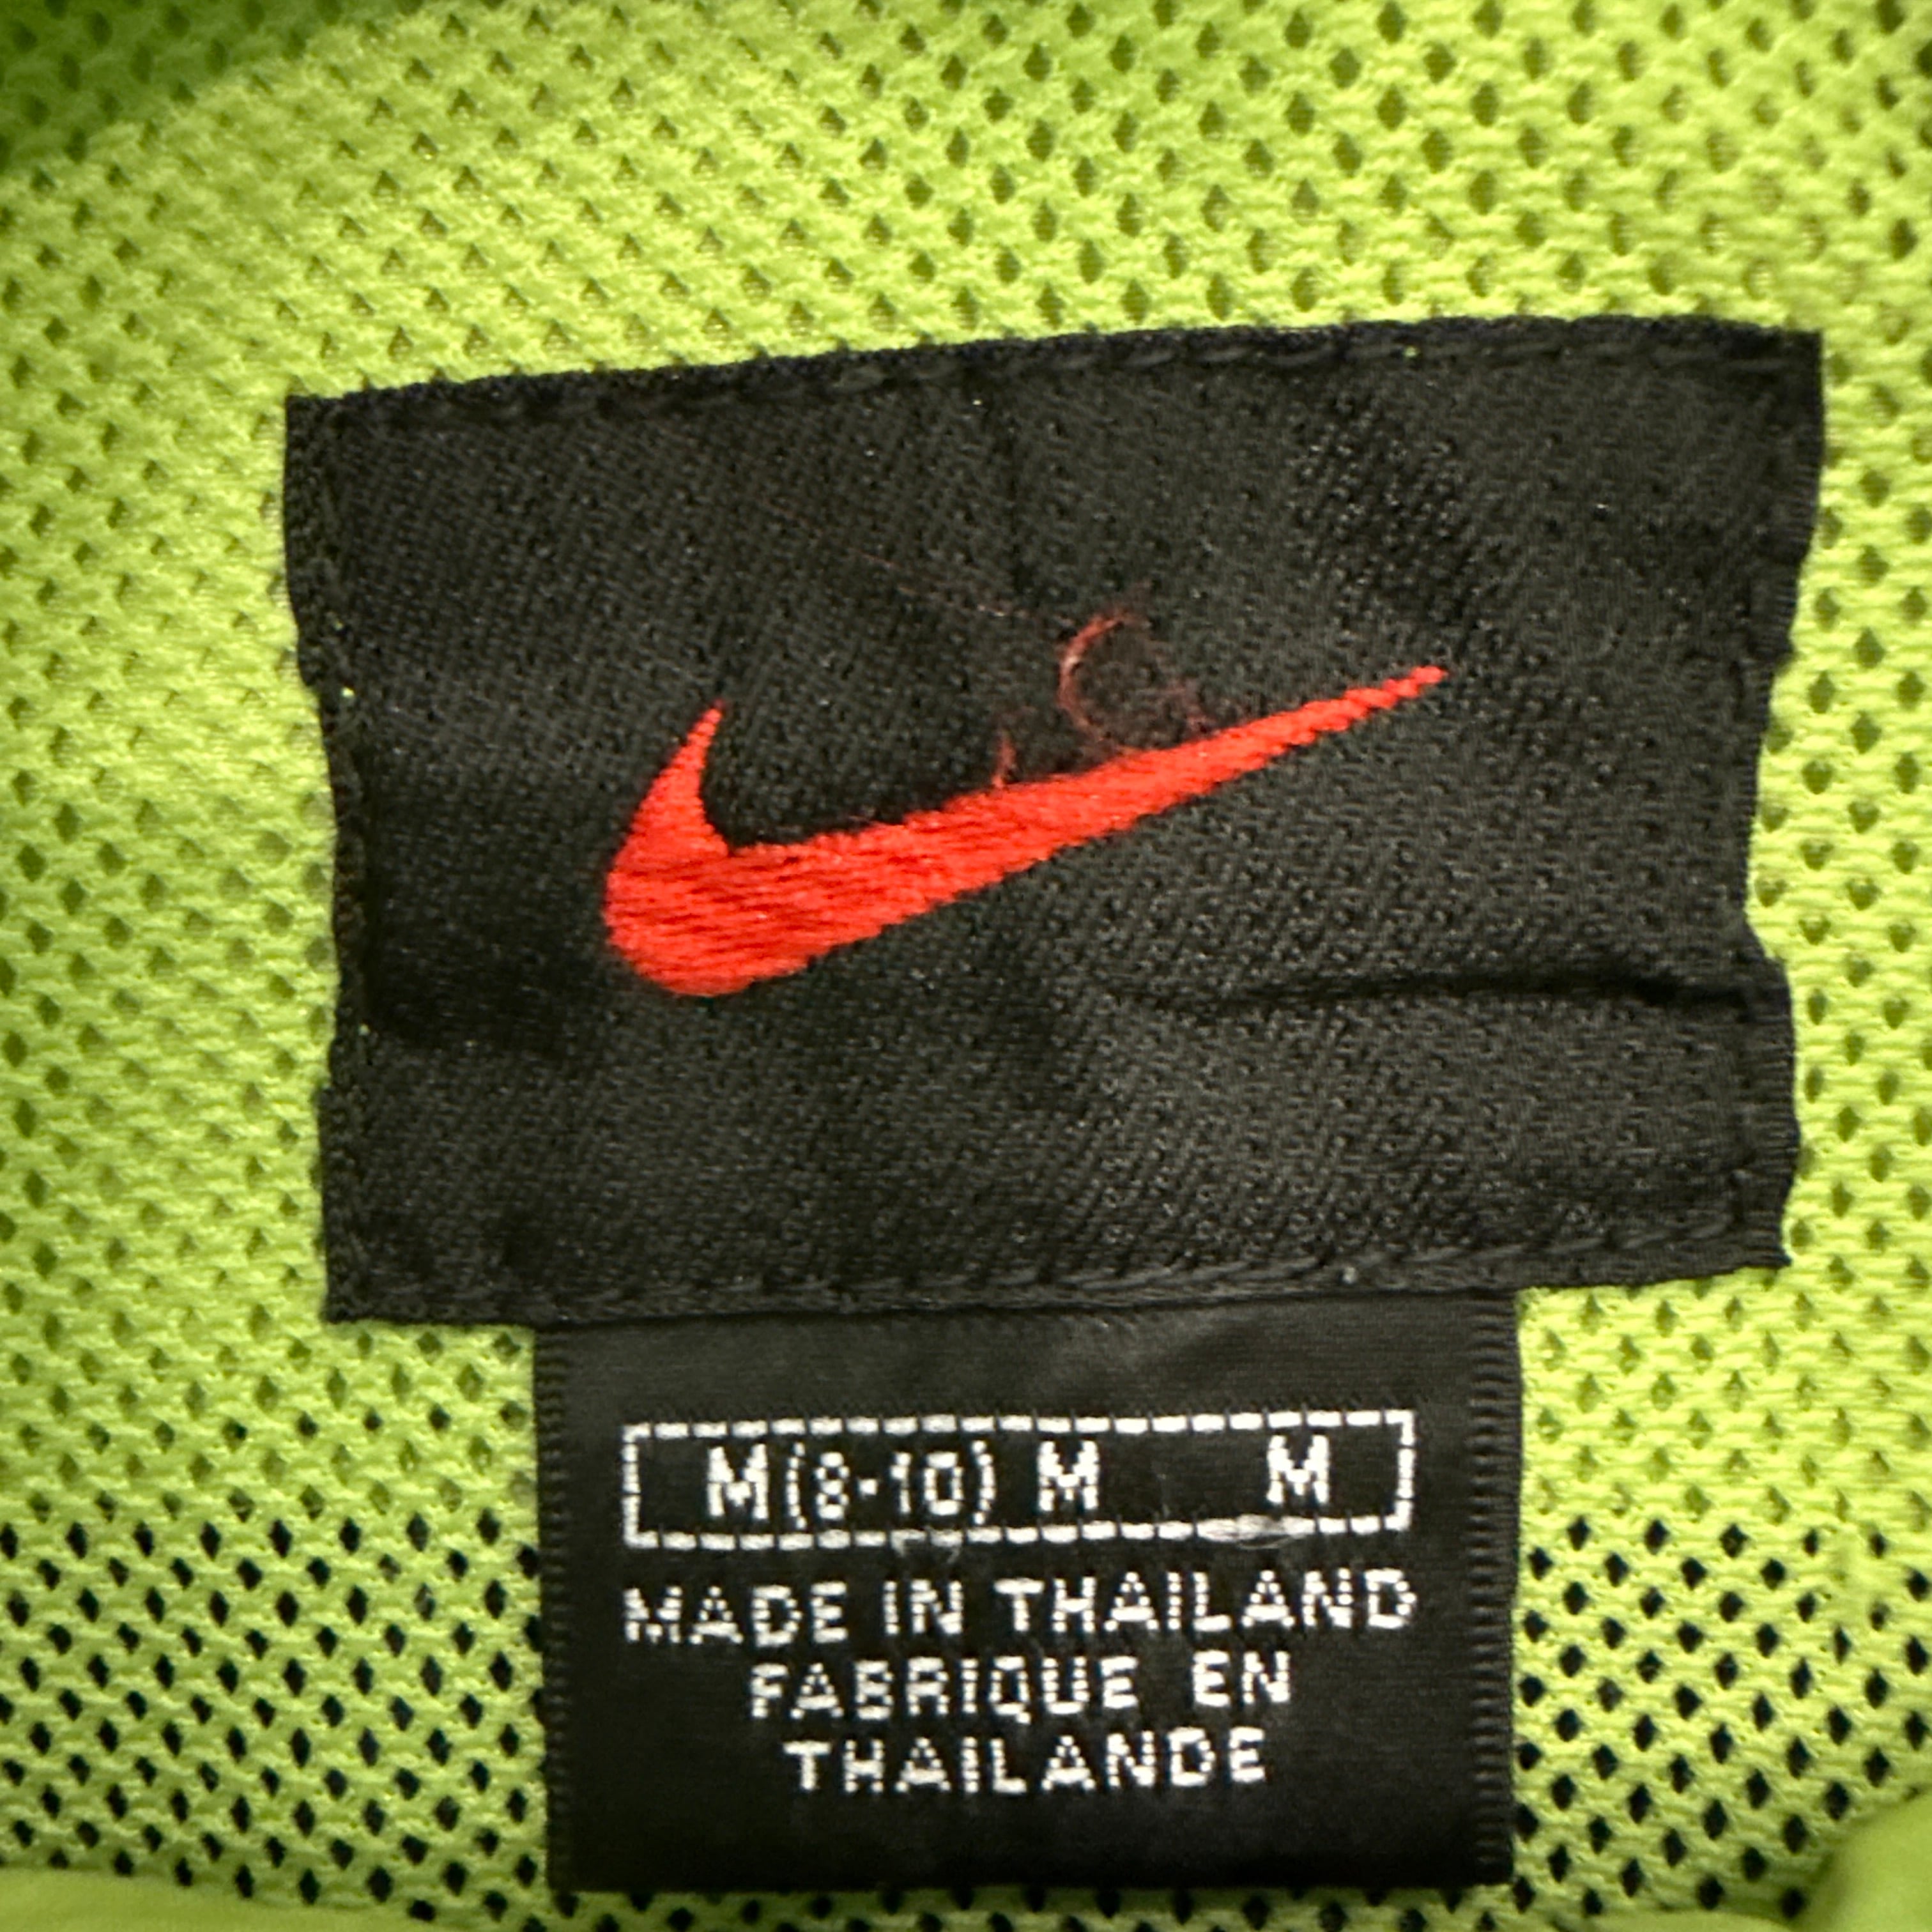 M(8-10) M M
MADE IN THAILAND
FABRIQUE EN
THAILANDE